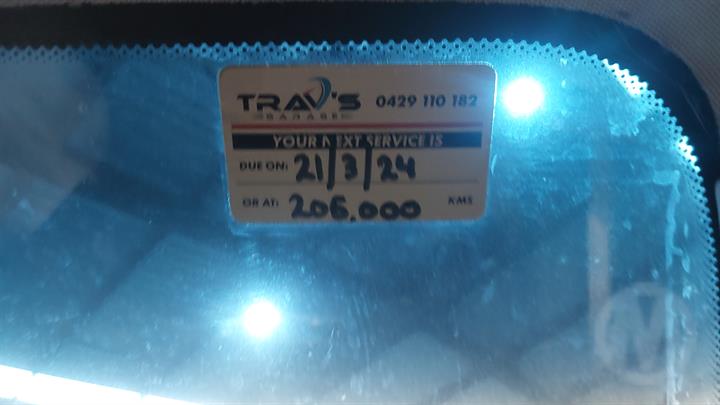 TRAV'S 0429 110 182
GARAGE
YOUR NEXT SERVICE IS
DUE ON: 21/3/24
OR AT: 206.000 KMS
M